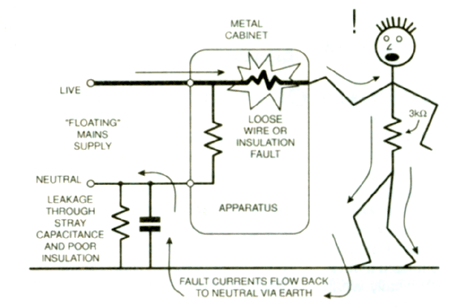 METAL
CABINET
!
LIVE
"FLOATING"
MAINS
SUPPLY
LOOSE
WIRE OR
INSULATION
FAULT
3kΩ
NEUTRAL
LEAKAGE
THROUGH
STRAY
CAPACITANCE
AND POOR
INSULATION
APPARATUS
FAULT CURRENTS FLOW BACK
TO NEUTRAL VIA EARTH